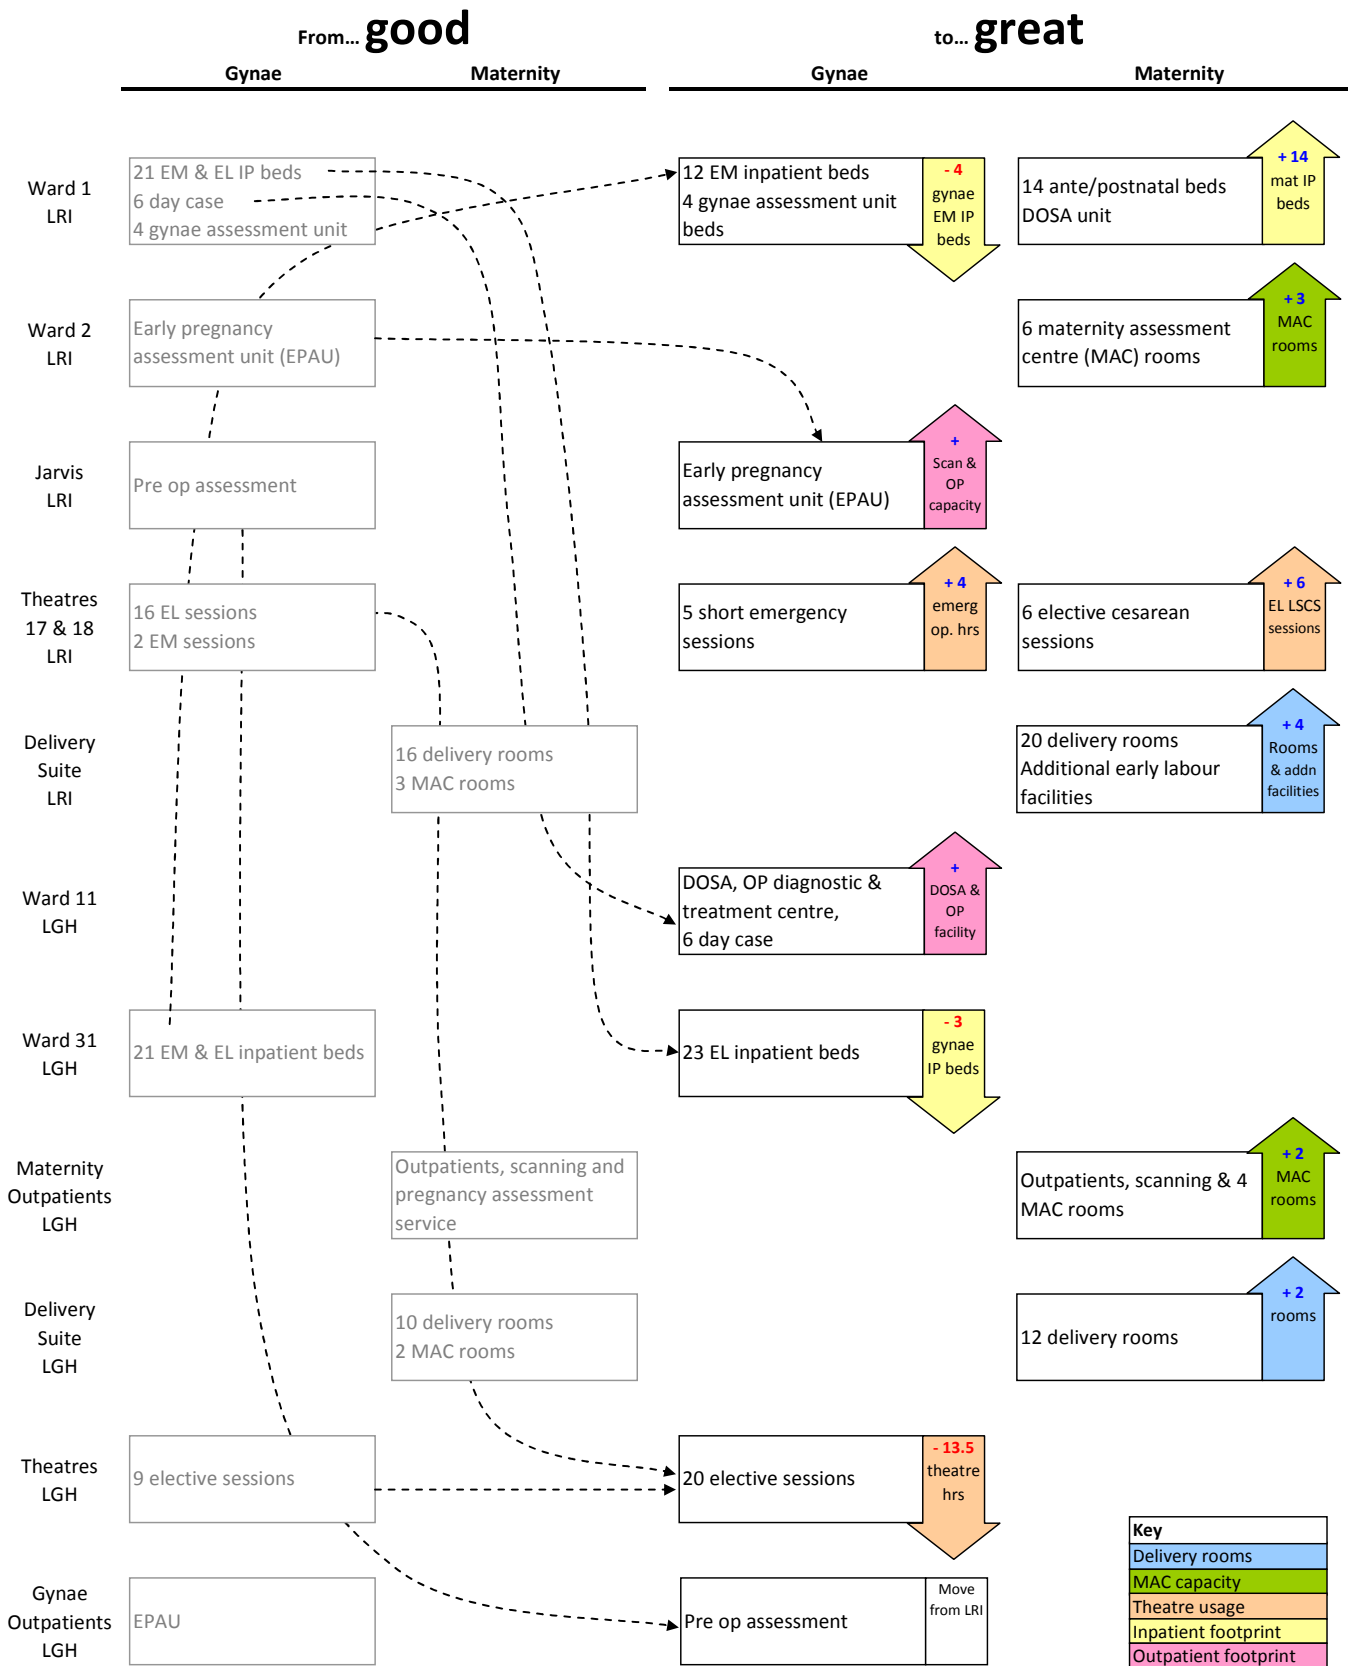 From... good
to... great
Gynae
Maternity
Gynae
Maternity
Ward 1
LRI
21 EM & EL IP beds
6 day case
4 gynae assessment unit
12 EM inpatient beds
4 gynae assessment unit
beds
- 4
gynae
EM IP
beds
14 ante/postnatal beds
DOSA unit
+ 14
mat IP
beds
Ward 2
LRI
Early pregnancy
assessment unit (EPAU)
6 maternity assessment
centre (MAC) rooms
+ 3
MAC
rooms
Jarvis
LRI
Pre op assessment
Early pregnancy
assessment unit (EPAU)
+
Scan &
OP
capacity
Theatres
17 & 18
LRI
16 EL sessions
2 EM sessions
5 short emergency
sessions
+ 4
emerg
op. hrs
6 elective cesarean
sessions
+ 6
EL LSCS
sessions
Delivery
Suite
LRI
16 delivery rooms
3 MAC rooms
20 delivery rooms
Additional early labour
facilities
+ 4
Rooms
& addn
facilities
Ward 11
LGH
DOSA, OP diagnostic &
treatment centre,
6 day case
+
DOSA &
OP
facility
Ward 31
LGH
21 EM & EL inpatient beds
23 EL inpatient beds
- 3
gynae
IP beds
Maternity
Outpatients
LGH
Outpatients, scanning and
pregnancy assessment
service
Outpatients, scanning & 4
MAC rooms
+ 2
MAC
rooms
Delivery
Suite
LGH
10 delivery rooms
2 MAC rooms
12 delivery rooms
+ 2
rooms
Theatres
LGH
9 elective sessions
20 elective sessions
- 13.5
theatre
hrs
Gynae
Outpatients
LGH
EPAU
Pre op assessment
Move
from LRI
Key
Delivery rooms
MAC capacity
Theatre usage
Inpatient footprint
Outpatient footprint